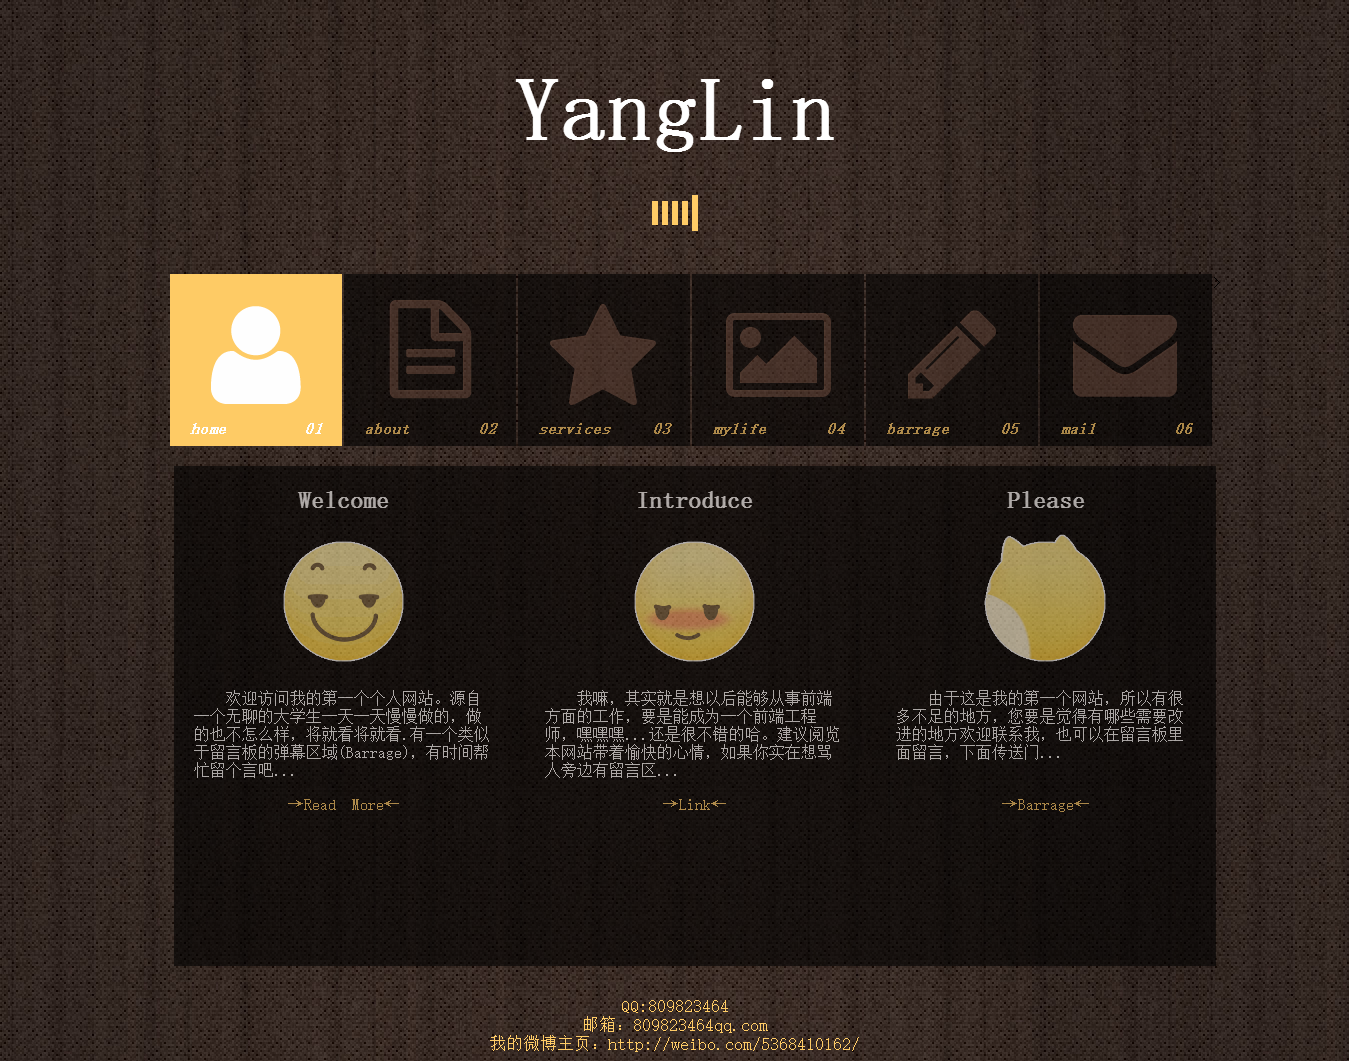 YangLin
home 01
about 02
services 03
mylife 04
barrage 05
mail 06
Welcome
欢迎访问我的第一个个人网站。源自
一个无聊的大学生一天一天慢慢做的，做
的也不怎么样，将就看将就看.有一个类似
于留言板的弹幕区域(Barrage)，有时间帮
忙留个言吧...
→Read More←
Introduce
我嘛，其实就是想以后能够从事前端
方面的工作，要是能成为一个前端工程
师，嘿嘿嘿...还是很不错的哈。建议阅览
本网站带着愉快的心情，如果你实在想骂
人旁边有留言区...
→Link←
Please
由于这是我的第一个网站，所以有很
多不足的地方，您要是觉得有哪些需要改
进的地方欢迎联系我，也可以在留言板里
面留言，下面传送门...
→Barrage←
QQ:809823464
邮箱：809823464qq.com
我的微博主页：http://weibo.com/5368410162/